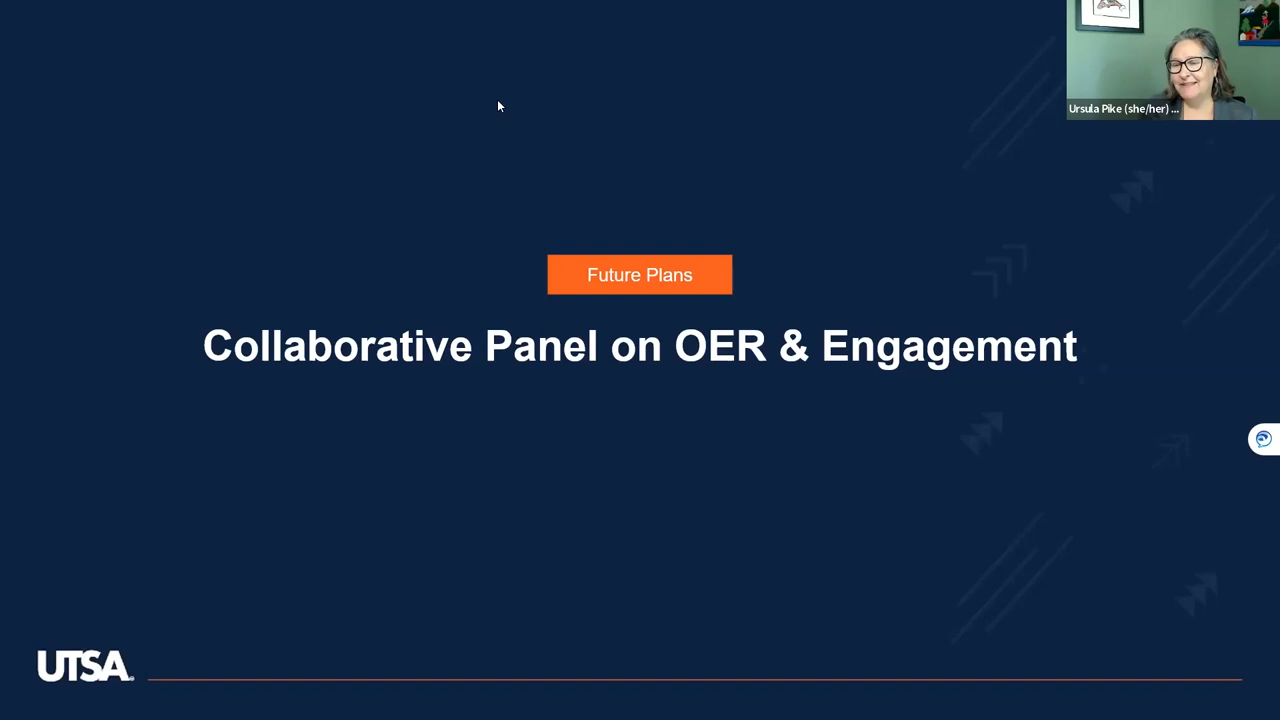 Ursula Pike (she/her) ...
Future Plans
Collaborative Panel on OER & Engagement
UTSA